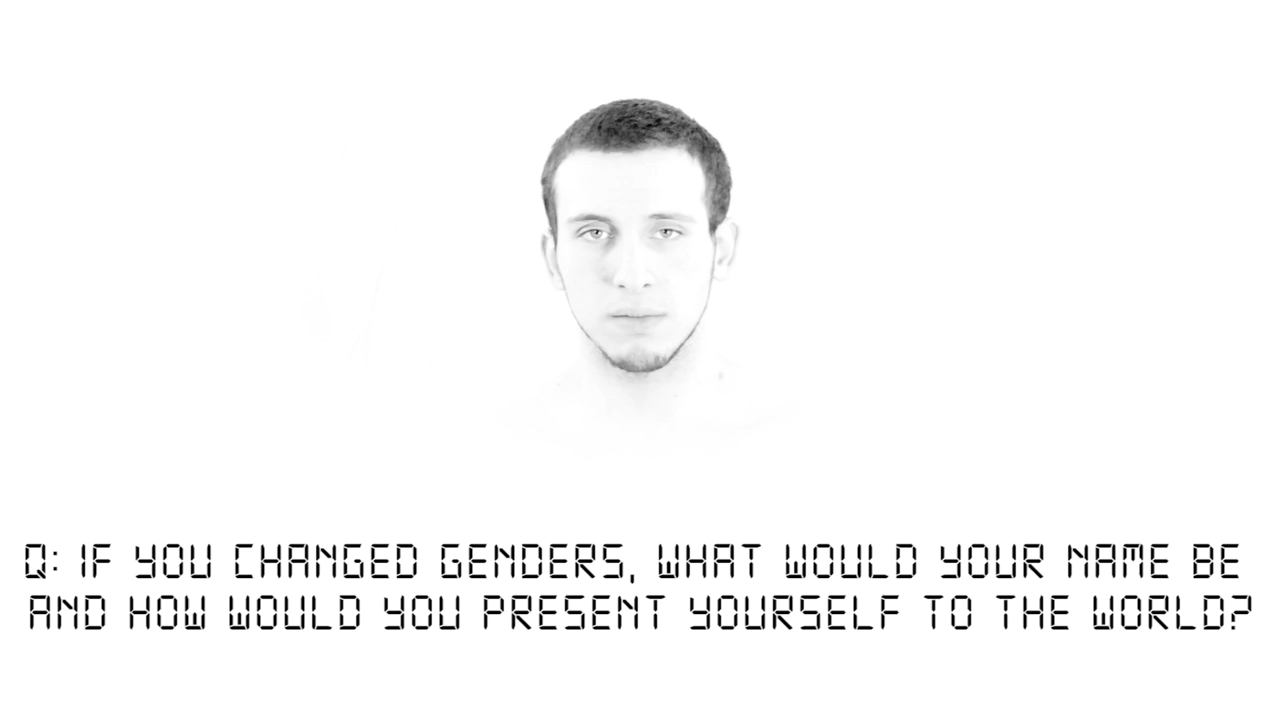 Q: IF YOU CHANGED GENDERS, WHAT WOULD YOUR NAME BE
AND HOW WOULD YOU PRESENT YOURSELF TO THE WORLD?